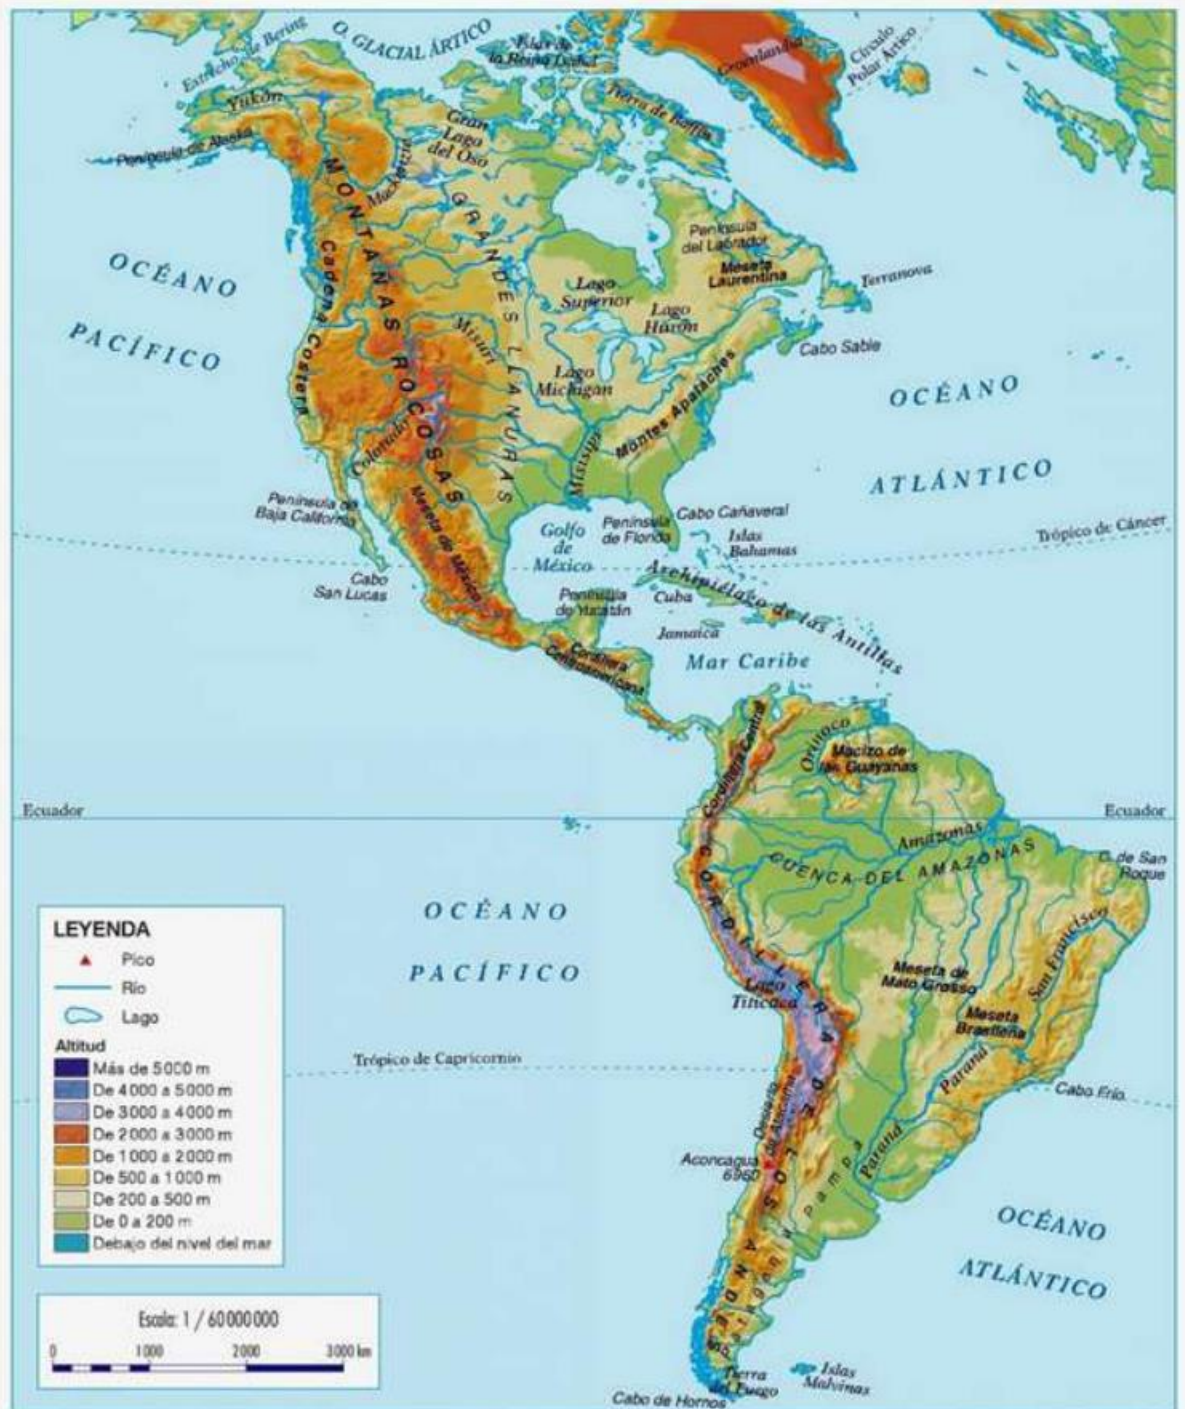 Estrecho de Bering
O. GLACIAL ÁRTICO
Islas de
la Reina Isabel
Groenlandia
Círculo
Polar Ártico
Yukón
Península de Alaska
Mackenzie
Gran
Lago
del Oso
Tierra de Baffin
MONTAÑAS ROCOSAS
GRANDES LLANURAS
Cadena Costera
Península
del Labrador
Meseta
Laurentina
Terranova
OCÉANO
PACÍFICO
Lago
Superior
Lago
Hurón
Misuri
Lago
Michigan
Cabo Sable
Montes Apalaches
OCÉANO
ATLÁNTICO
Colorado
Misisipi
Península de
Baja California
Meseta de México
Golfo
de
México
Península
de Florida
Cabo Cañaveral
Islas
Bahamas
Trópico de Cáncer
Cabo
San Lucas
Península
de Yucatán
Cuba
Archipiélago de las Antillas
Jamaica
Mar Caribe
Cordillera
Centroamericana
Cordillera Central
Orinoco
Macizo de
las Guayanas
Ecuador
Ecuador
Amazonas
CUENCA DEL AMAZONAS
C. de San
Roque
OCÉANO
PACÍFICO
CORDILLERA DE LOS ANDES
Lago
Titicaca
Meseta de
Mato Grosso
San Francisco
Meseta
Brasileña
Trópico de Capricornio
Paraná
Cabo Frío
Desierto
de Atacama
Paraná
Aconcagua
6960
Pampa
Patagonia
OCÉANO
ATLÁNTICO
Tierra
del Fuego
Islas
Malvinas
Cabo de Hornos
LEYENDA
Pico
Río
Lago
Altitud
Más de 5000 m
De 4000 a 5000 m
De 3000 a 4000 m
De 2000 a 3000 m
De 1000 a 2000 m
De 500 a 1000 m
De 200 a 500 m
De 0 a 200 m
Debajo del nivel del mar
Escala: 1 / 60000000
0 1000 2000 3000 km